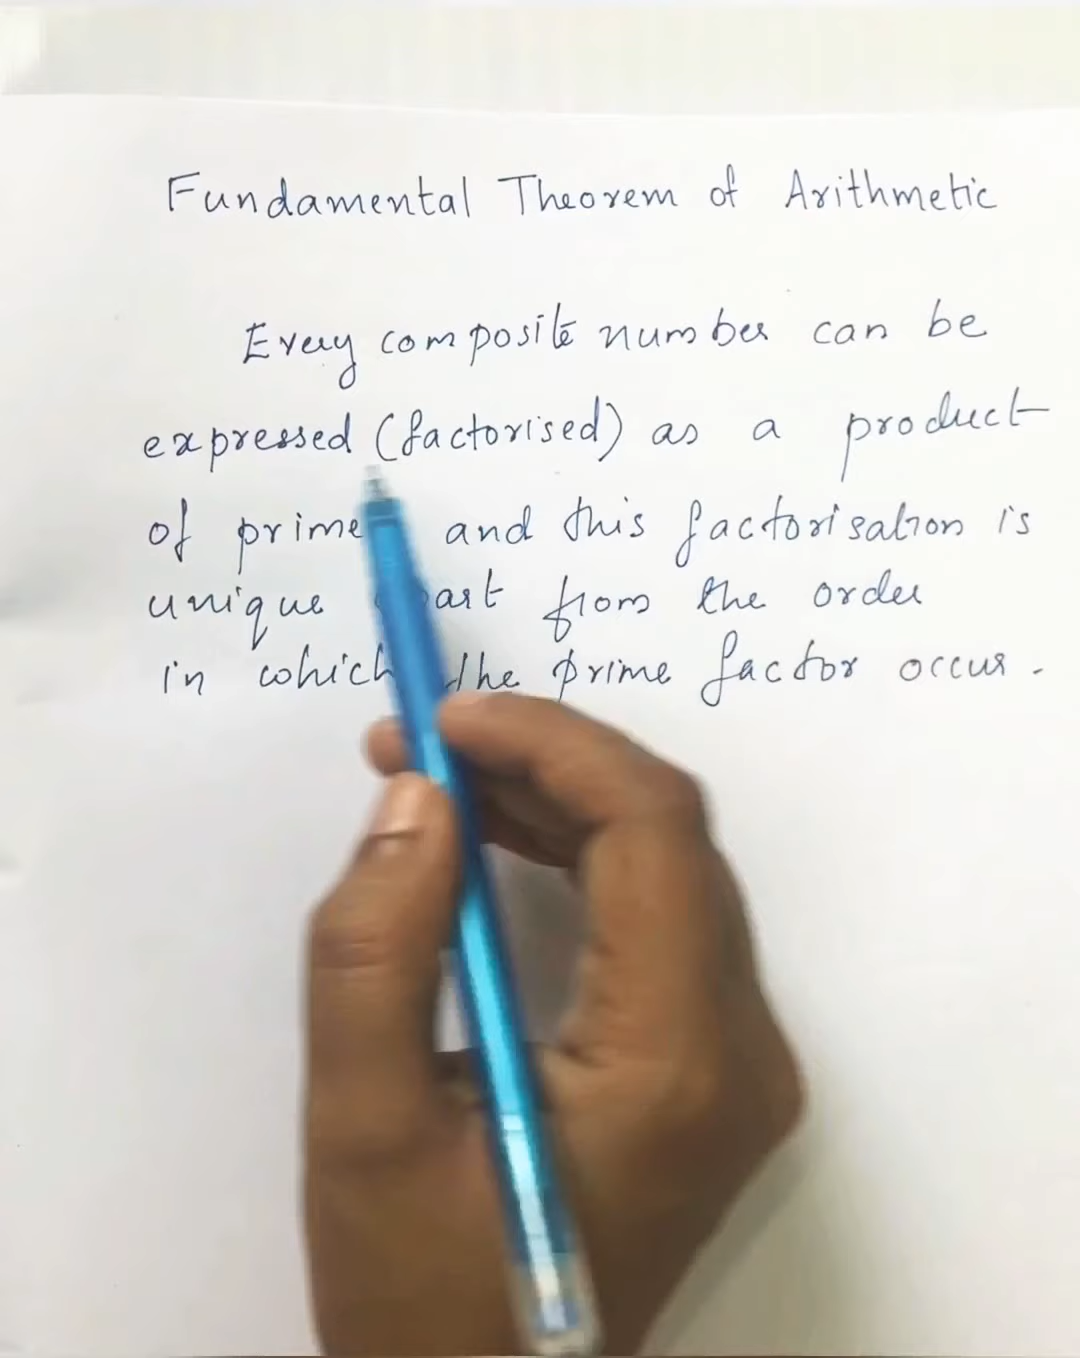 Fundamental Theorem of Arithmetic
Every composite number can be
expressed (factorised) as a product
of prime and this factorisation is
unique from the order
in which the prime factor occur.